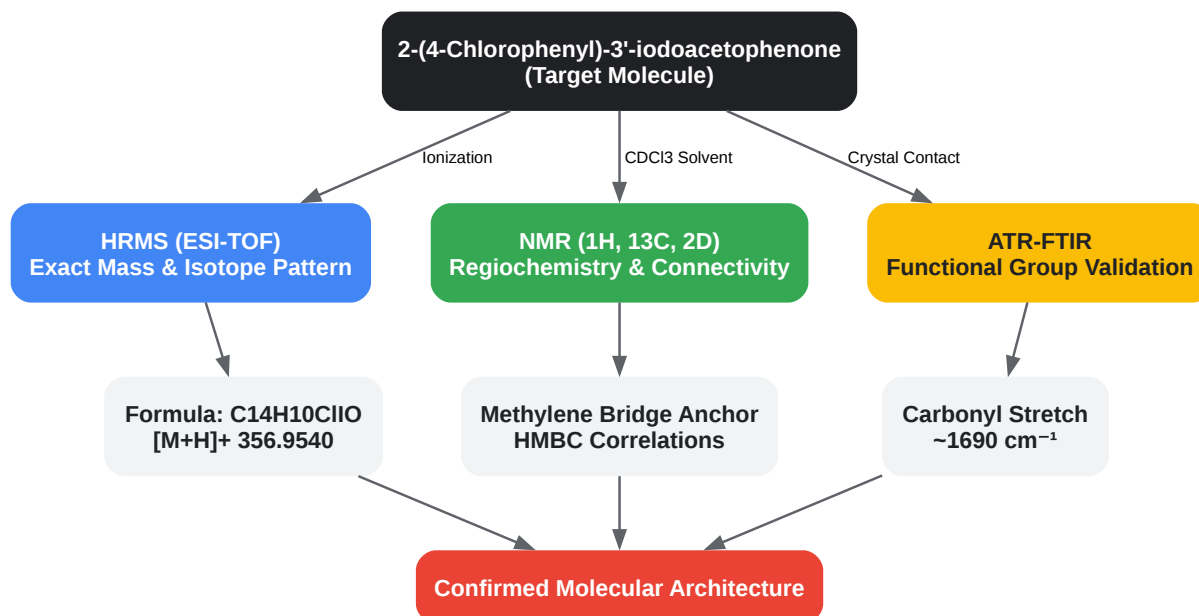 2-(4-Chlorophenyl)-3'-iodoacetophenone
(Target Molecule)
Ionization
CDCl3 Solvent
Crystal Contact
HRMS (ESI-TOF)
Exact Mass & Isotope Pattern
NMR (1H, 13C, 2D)
Regiochemistry & Connectivity
ATR-FTIR
Functional Group Validation
Formula: C14H10ClIO
[M+H]+ 356.9540
Methylene Bridge Anchor
HMBC Correlations
Carbonyl Stretch
~1690 cm⁻¹
Confirmed Molecular Architecture